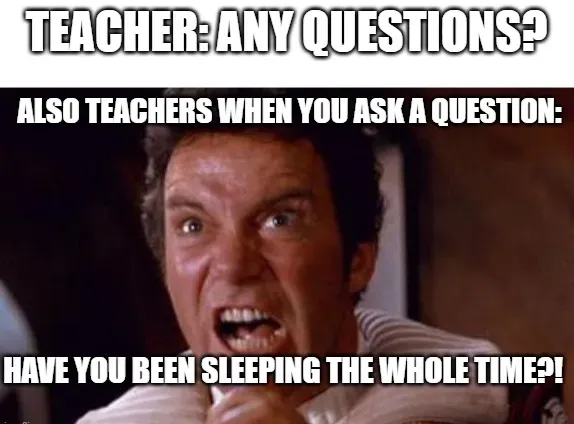 TEACHER: ANY QUESTIONS?
ALSO TEACHERS WHEN YOU ASK A QUESTION:
HAVE YOU BEEN SLEEPING THE WHOLE TIME?!